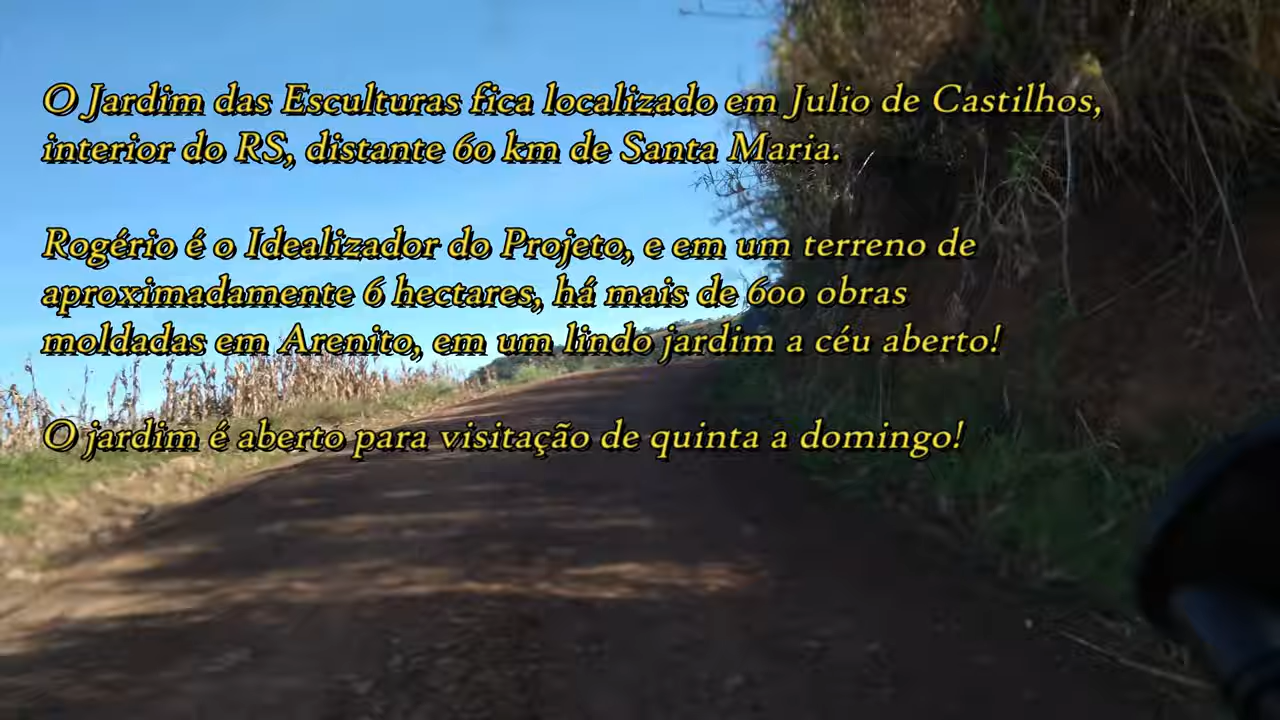 O Jardim das Esculturas fica localizado em Julio de Castilhos,
interior do RS, distante 60 km de Santa Maria.
Rogério é o Idealizador do Projeto, e em um terreno de
aproximadamente 6 hectares, há mais de 600 obras
moldadas em Arenito, em um lindo jardim a céu aberto!
O jardim é aberto para visitação de quinta a domingo!